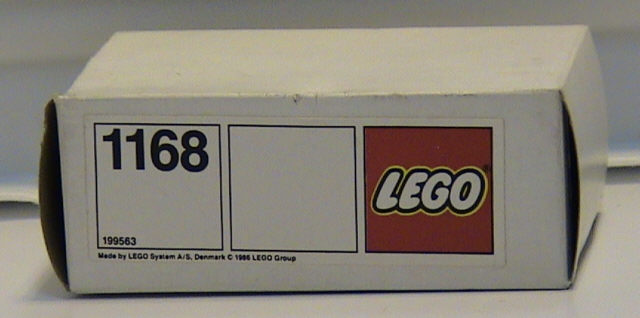 1168
LEGO
199563
Made by LEGO System A/S, Denmark © 1986 LEGO Group